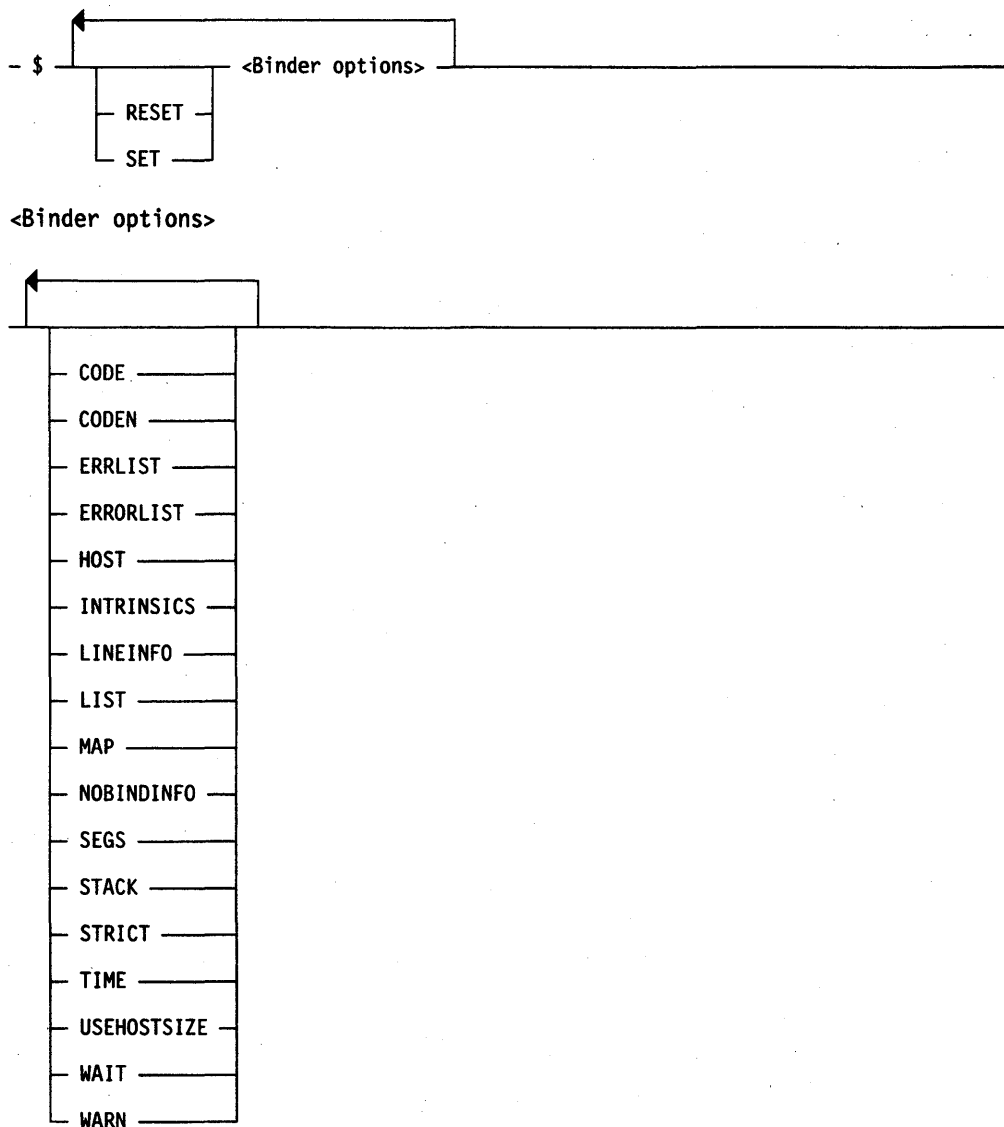 – $ <Binder options>
RESET
SET
<Binder options>
CODE
CODEN
ERRLIST
ERRORLIST
HOST
INTRINSICS
LINEINFO
LIST
MAP
NOBINDINFO
SEGS
STACK
STRICT
TIME
USEHOSTSIZE
WAIT
WARN